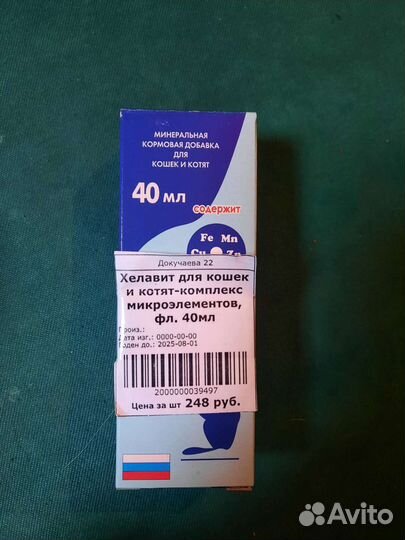 МИНЕРАЛЬНАЯ
КОРМОВАЯ ДОБАВКА
ДЛЯ
КОШЕК И КОТЯТ
40 мл
содержит
Fe Mn
Cu Zn
Докучаева 22
Хелавит для кошек
и котят-комплекс
микроэлементов,
фл. 40мл
Произ.:
Дата изг.: 0000-00-00
Годен до.: 2025-08-01
2000000039497
Цена за шт 248 руб.
Avito